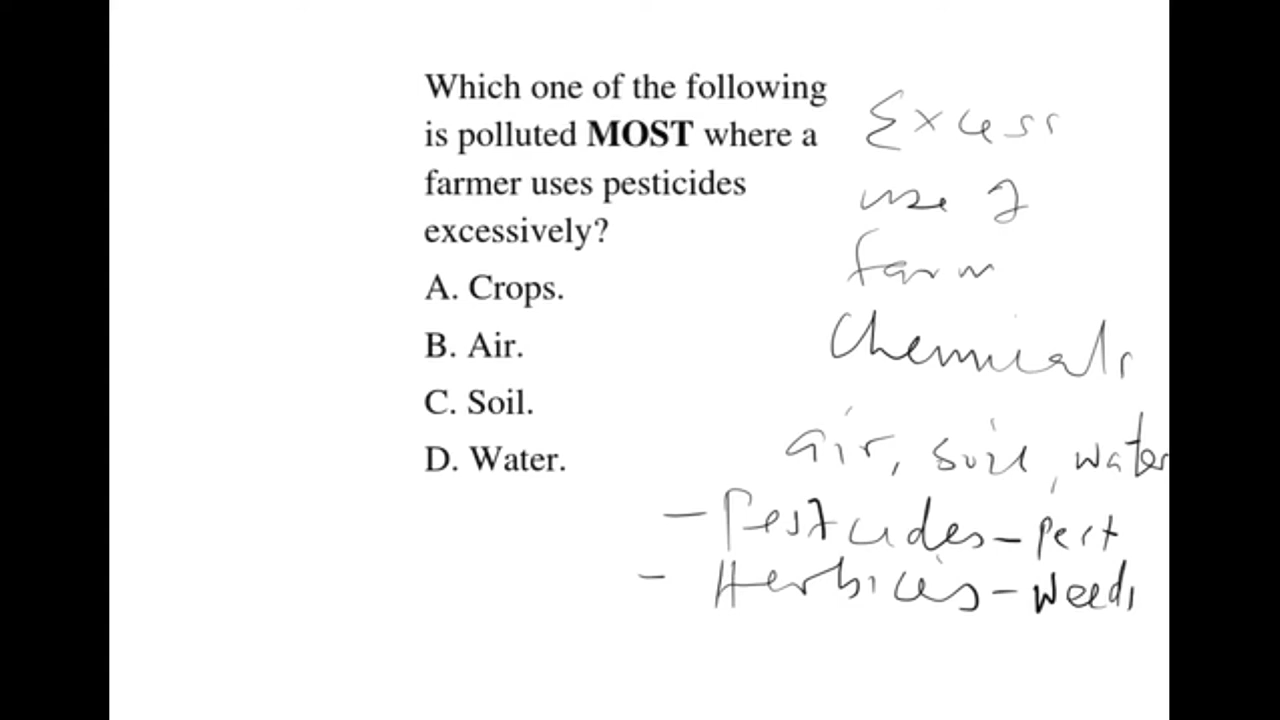 Which one of the following
is polluted MOST where a
farmer uses pesticides
excessively?
A. Crops.
B. Air.
C. Soil.
D. Water.
Excess
use of
farm
Chemicals
air, soil, water
- Pesticides - pest
- Herbices - weeds